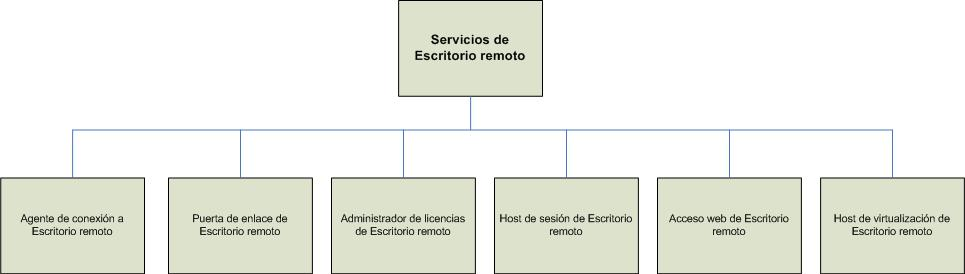 Servicios de
Escritorio remoto
Agente de conexión a
Escritorio remoto
Puerta de enlace de
Escritorio remoto
Administrador de licencias
de Escritorio remoto
Host de sesión de Escritorio
remoto
Acceso web de Escritorio
remoto
Host de virtualización de
Escritorio remoto